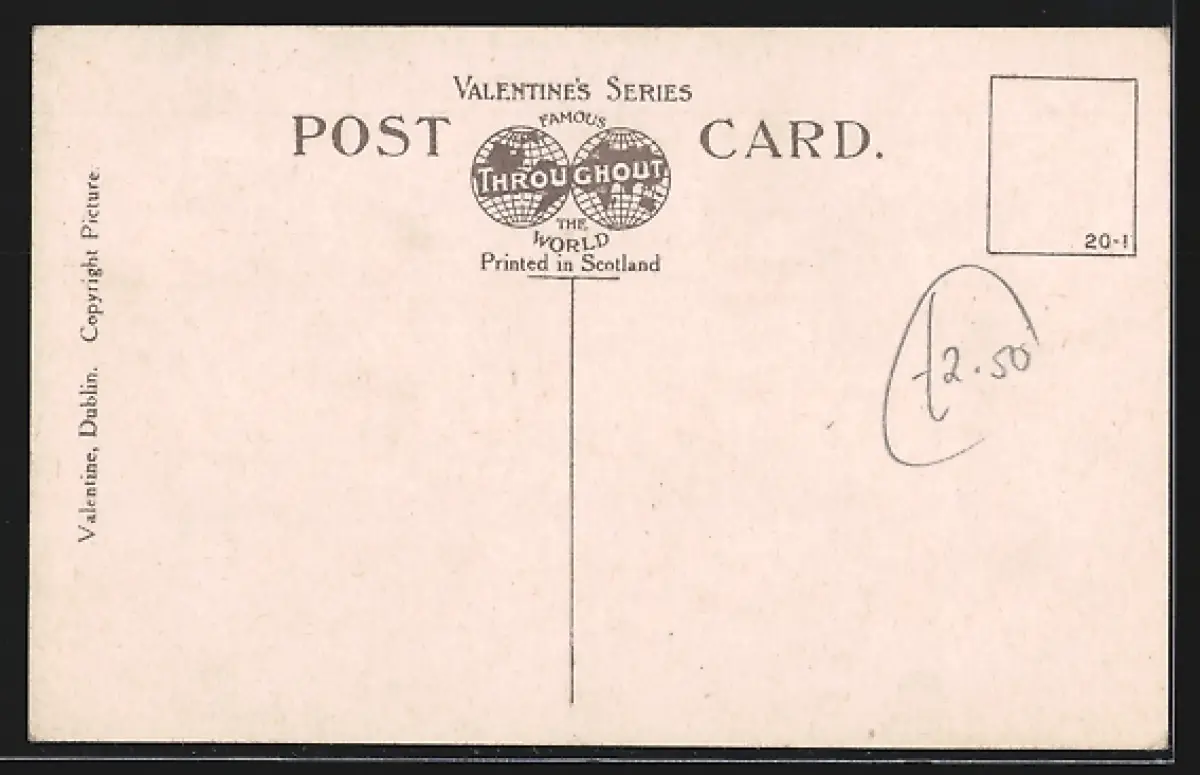 VALENTINE'S SERIES
POST CARD.
FAMOUS
THROUGHOUT
THE
WORLD
Printed in Scotland
20-1
£2.50
Valentine, Dublin. Copyright Picture.